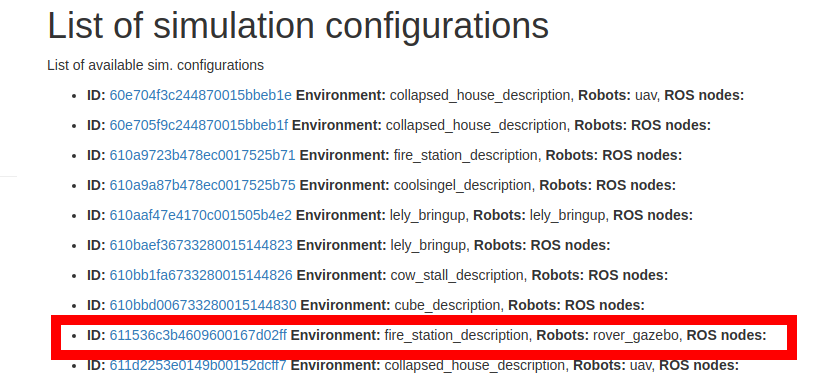 List of simulation configurations
List of available sim. configurations
ID: 60e704f3c244870015bbeb1e Environment: collapsed_house_description, Robots: uav, ROS nodes:
ID: 60e705f9c244870015bbeb1f Environment: collapsed_house_description, Robots: ROS nodes:
ID: 610a9723b478ec0017525b71 Environment: fire_station_description, Robots: ROS nodes:
ID: 610a9a87b478ec0017525b75 Environment: coolsingel_description, Robots: ROS nodes:
ID: 610aaf47e4170c001505b4e2 Environment: lely_bringup, Robots: lely_bringup, ROS nodes:
ID: 610baef36733280015144823 Environment: lely_bringup, Robots: ROS nodes:
ID: 610bb1fa6733280015144826 Environment: cow_stall_description, Robots: ROS nodes:
ID: 610bbd006733280015144830 Environment: cube_description, Robots: ROS nodes:
ID: 611536c3b4609600167d02ff Environment: fire_station_description, Robots: rover_gazebo, ROS nodes:
ID: 611d2253e0149b00152dcff7 Environment: collapsed_house_description, Robots: uav, ROS nodes: